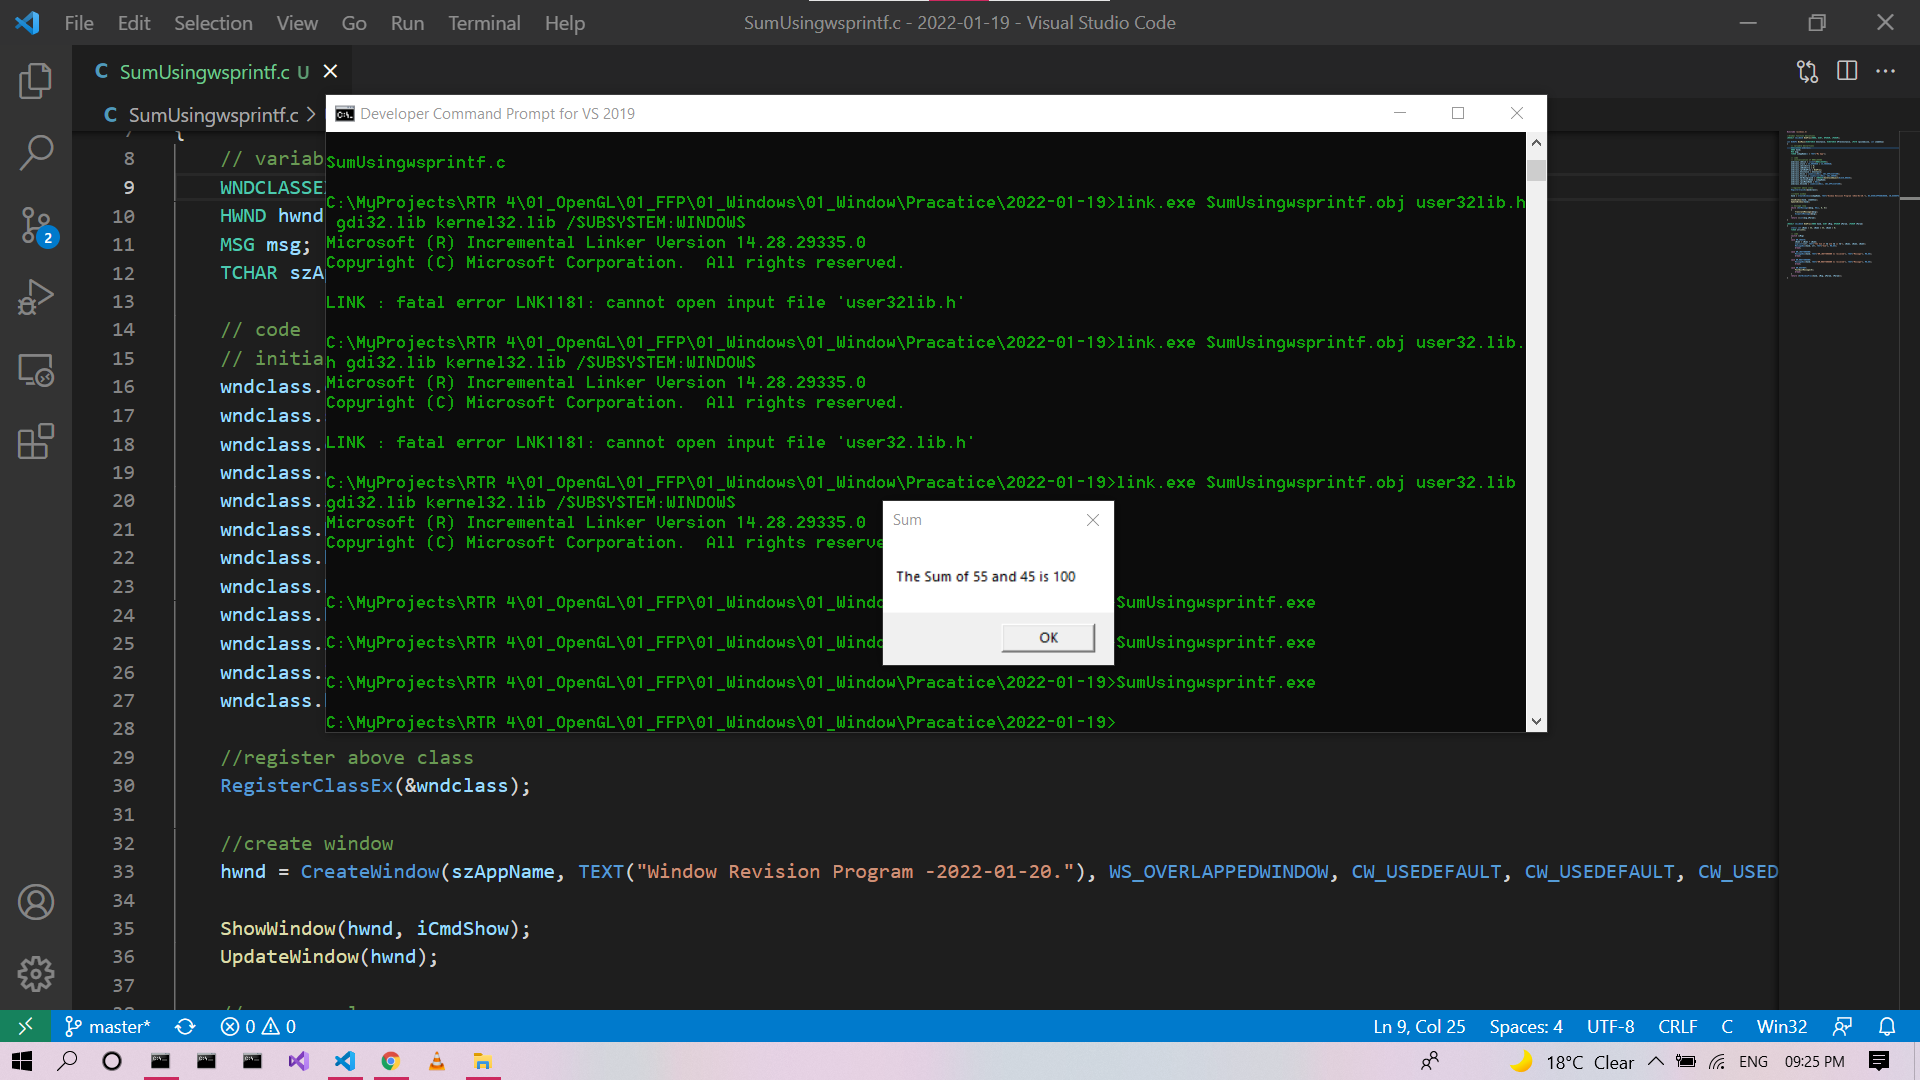 File Edit Selection View Go Run Terminal Help
SumUsingwsprintf.c - 2022-01-19 - Visual Studio Code
C SumUsingwsprintf.c U
C SumUsingwsprintf.c >
Developer Command Prompt for VS 2019
SumUsingwsprintf.c
C:\MyProjects\RTR 4\01_OpenGL\01_FFP\01_Windows\01_Window\Pracatice\2022-01-19>link.exe SumUsingwsprintf.obj user32lib.h
gdi32.lib kernel32.lib /SUBSYSTEM:WINDOWS
Microsoft (R) Incremental Linker Version 14.28.29335.0
Copyright (C) Microsoft Corporation.  All rights reserved.
LINK : fatal error LNK1181: cannot open input file 'user32lib.h'
C:\MyProjects\RTR 4\01_OpenGL\01_FFP\01_Windows\01_Window\Pracatice\2022-01-19>link.exe SumUsingwsprintf.obj user32.lib.
h gdi32.lib kernel32.lib /SUBSYSTEM:WINDOWS
Microsoft (R) Incremental Linker Version 14.28.29335.0
Copyright (C) Microsoft Corporation.  All rights reserved.
LINK : fatal error LNK1181: cannot open input file 'user32.lib.h'
C:\MyProjects\RTR 4\01_OpenGL\01_FFP\01_Windows\01_Window\Pracatice\2022-01-19>link.exe SumUsingwsprintf.obj user32.lib
gdi32.lib kernel32.lib /SUBSYSTEM:WINDOWS
Microsoft (R) Incremental Linker Version 14.28.29335.0
Copyright (C) Microsoft Corporation.  All rights reserve
C:\MyProjects\RTR 4\01_OpenGL\01_FFP\01_Windows\01_Windo SumUsingwsprintf.exe
C:\MyProjects\RTR 4\01_OpenGL\01_FFP\01_Windows\01_Windo SumUsingwsprintf.exe
C:\MyProjects\RTR 4\01_OpenGL\01_FFP\01_Windows\01_Window\Pracatice\2022-01-19>SumUsingwsprintf.exe
C:\MyProjects\RTR 4\01_OpenGL\01_FFP\01_Windows\01_Window\Pracatice\2022-01-19>
Sum
The Sum of 55 and 45 is 100
OK
{
8 // variab
9 WNDCLASSE
10 HWND hwnd
11 MSG msg;
12 TCHAR szA
13
14 // code
15 // initia
16 wndclass.
17 wndclass.
18 wndclass.
19 wndclass.
20 wndclass.
21 wndclass.
22 wndclass.
23 wndclass.
24 wndclass.
25 wndclass.
26 wndclass.
27 wndclass.
28
29 //register above class
30 RegisterClassEx(&wndclass);
31
32 //create window
33 hwnd = CreateWindow(szAppName, TEXT("Window Revision Program -2022-01-20."), WS_OVERLAPPEDWINDOW, CW_USEDEFAULT, CW_USEDEFAULT, CW_USED
34
35 ShowWindow(hwnd, iCmdShow);
36 UpdateWindow(hwnd);
37
2
master* 0 0
Ln 9, Col 25 Spaces: 4 UTF-8 CRLF C Win32
18°C Clear ENG 09:25 PM